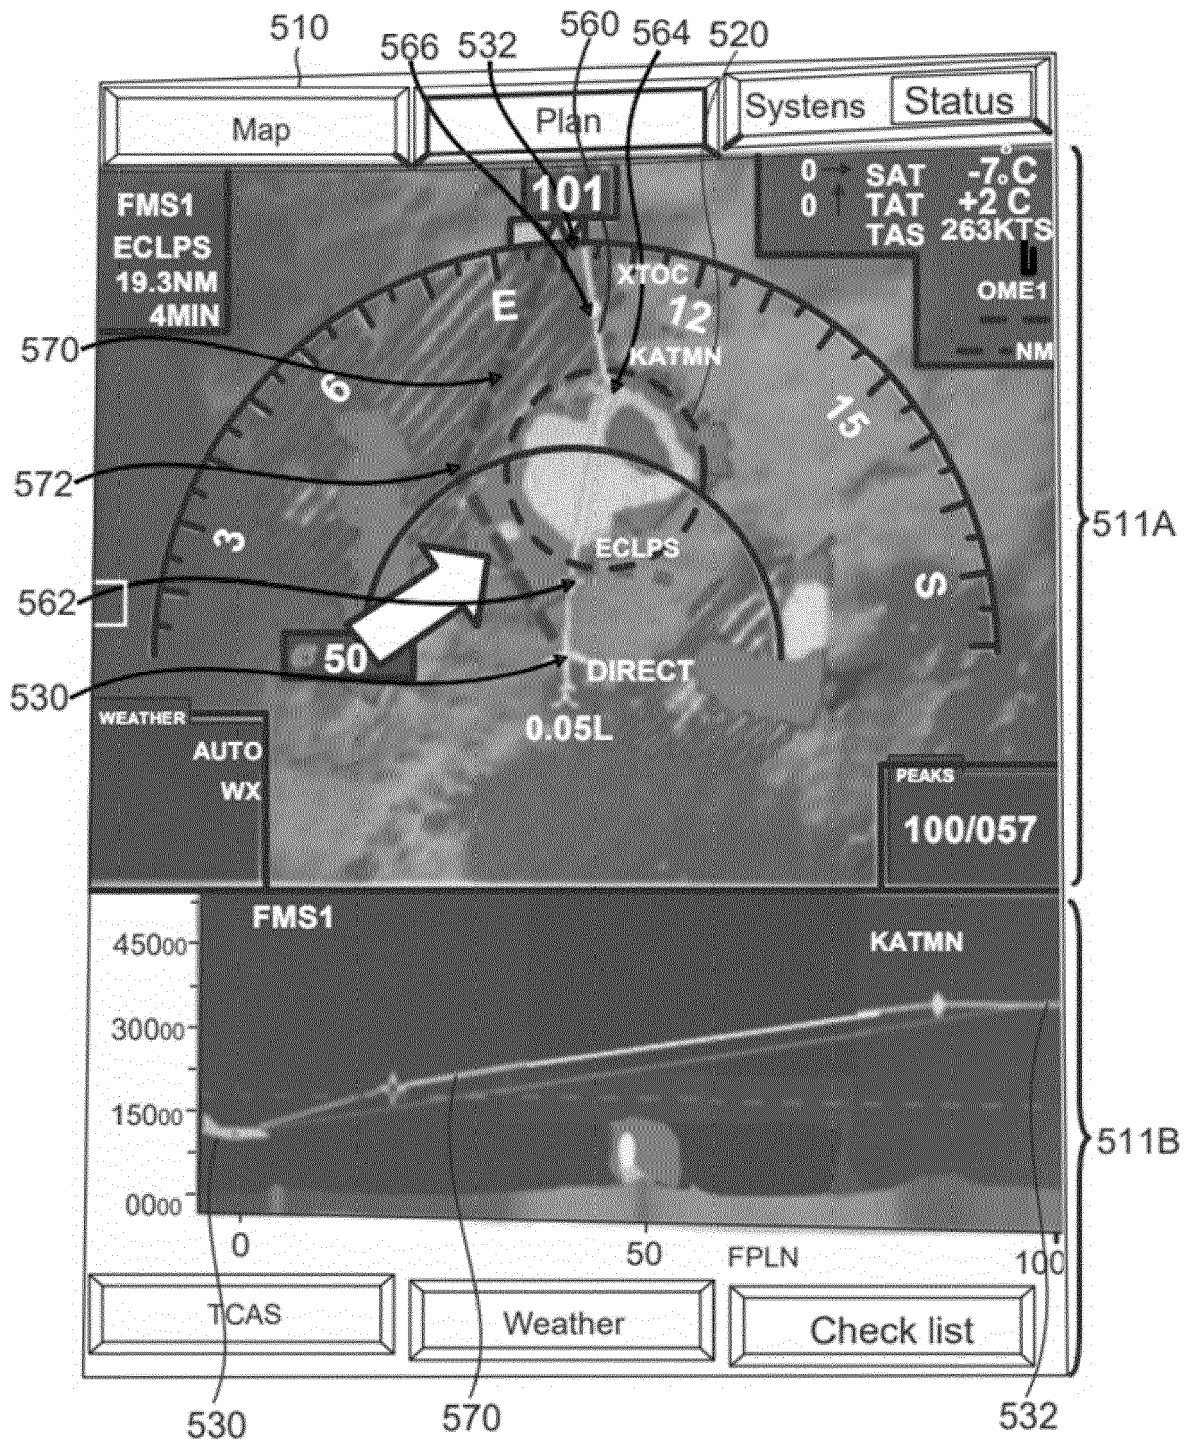 510
566
532
560
564
520
Map
Plan
Systens
Status
FMS1
ECLPS
19.3NM
4MIN
101
0 → SAT -7°C
0 ↑ TAT +2 C
TAS 263KTS
OME1
NM
XTOC
KATMN
E
12
6
15
3
S
570
572
562
530
511A
ECLPS
50
DIRECT
0.05L
WEATHER
AUTO
WX
PEAKS
100/057
FMS1
KATMN
45000
30000
15000
0000
0
50
FPLN
100
511B
TCAS
Weather
Check list
530
570
532